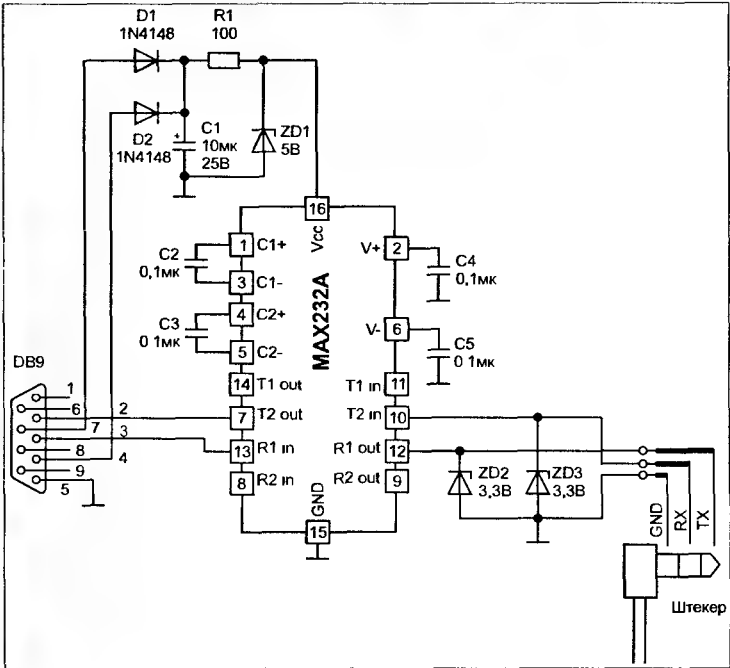 D1
1N4148
R1
100
D2
1N4148
C1
+
10мк
25В
ZD1
5В
16
Vcc
MAX232A
1
C1+
C2
0,1мк
3
C1-
4
C2+
C3
0 1мк
5
C2-
14
T1 out
7
T2 out
13
R1 in
8
R2 in
V+
2
C4
0,1мк
V-
6
C5
0 1мк
T1 in
11
T2 in
10
R1 out
12
R2 out
9
GND
15
DB9
1
6
2
7
3
8
4
9
5
ZD2
3,3В
ZD3
3,3В
GND
RX
TX
Штекер